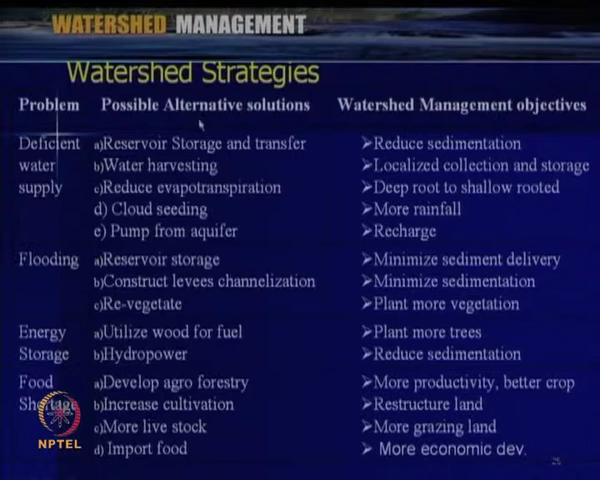 WATERSHED MANAGEMENT
Watershed Strategies
Problem Possible Alternative solutions Watershed Management objectives
Deficient a)Reservoir Storage and transfer ➢Reduce sedimentation
water b)Water harvesting ➢Localized collection and storage
supply c)Reduce evapotranspiration ➢Deep root to shallow rooted
d) Cloud seeding ➢More rainfall
e) Pump from aquifer ➢Recharge
Flooding a)Reservoir storage ➢Minimize sediment delivery
b)Construct levees channelization ➢Minimize sedimentation
c)Re-vegetate ➢Plant more vegetation
Energy a)Utilize wood for fuel ➢Plant more trees
Storage b)Hydropower ➢Reduce sedimentation
Food a)Develop agro forestry ➢More productivity, better crop
Shortage b)Increase cultivation ➢Restructure land
c)More live stock ➢More grazing land
d) Import food ➢ More economic dev.
NPTEL
25